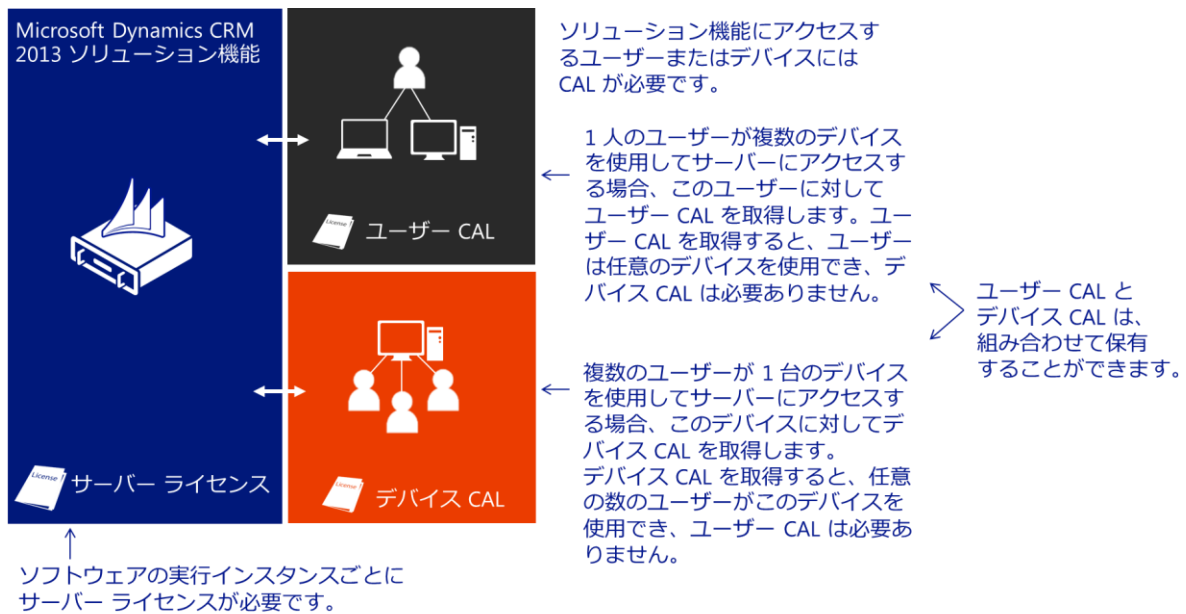 Microsoft Dynamics CRM
2013 ソリューション機能
License
サーバー ライセンス
ソフトウェアの実行インスタンスごとに
サーバー ライセンスが必要です。
License
ユーザー CAL
License
デバイス CAL
ソリューション機能にアクセスす
るユーザーまたはデバイスには
CAL が必要です。
1 人のユーザーが複数のデバイス
を使用してサーバーにアクセスす
る場合、このユーザーに対して
ユーザー CAL を取得します。ユー
ザー CAL を取得すると、ユーザー
は任意のデバイスを使用でき、デ
バイス CAL は必要ありません。
複数のユーザーが 1 台のデバイス
を使用してサーバーにアクセスす
る場合、このデバイスに対してデ
バイス CAL を取得します。
デバイス CAL を取得すると、任意
の数のユーザーがこのデバイスを
使用でき、ユーザー CAL は必要あ
りません。
ユーザー CAL と
デバイス CAL は、
組み合わせて保有
することができます。